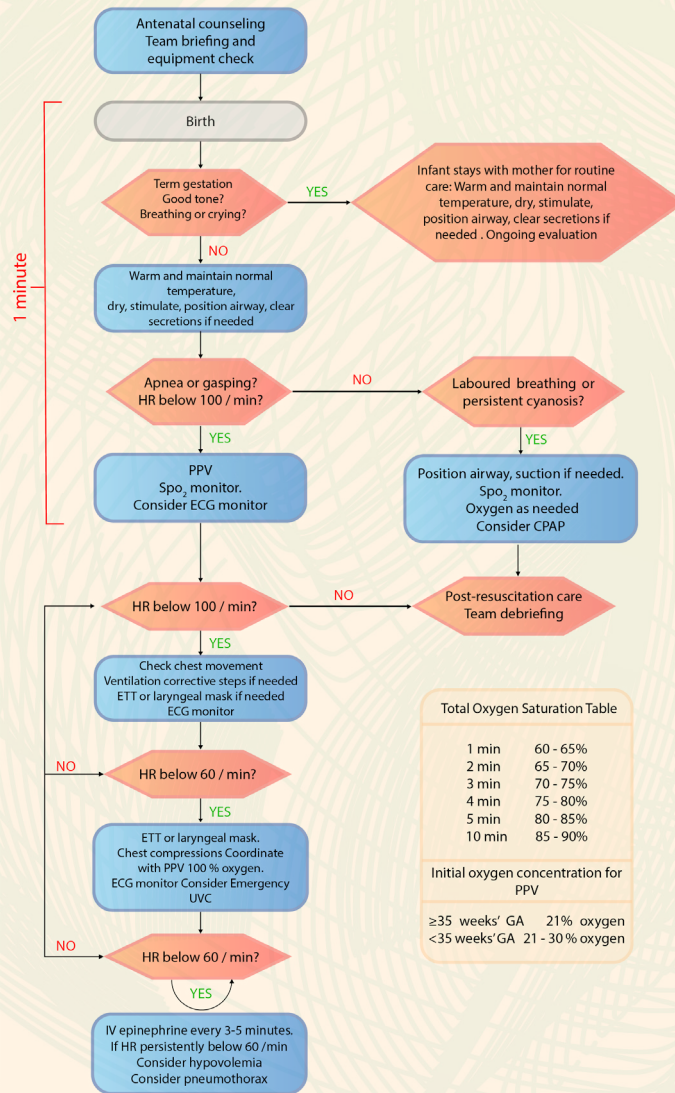 Antenatal counseling
Team briefing and
equipment check
Birth
1 minute
Term gestation
Good tone?
Breathing or crying?
YES
Infant stays with mother for routine
care: Warm and maintain normal
temperature, dry, stimulate,
position airway, clear secretions if
needed . Ongoing evaluation
NO
Warm and maintain normal
temperature,
dry, stimulate, position airway, clear
secretions if needed
Apnea or gasping?
HR below 100 / min?
NO
Laboured breathing or
persistent cyanosis?
YES
YES
PPV
Spo₂ monitor.
Consider ECG monitor
Position airway, suction if needed.
Spo₂ monitor.
Oxygen as needed
Consider CPAP
HR below 100 / min?
NO
Post-resuscitation care
Team debriefing
YES
Check chest movement
Ventilation corrective steps if needed
ETT or laryngeal mask if needed
ECG monitor
NO
HR below 60 / min?
YES
ETT or laryngeal mask.
Chest compressions Coordinate
with PPV 100 % oxygen.
ECG monitor Consider Emergency
UVC
NO
HR below 60 / min?
YES
IV epinephrine every 3-5 minutes.
If HR persistently below 60 /min
Consider hypovolemia
Consider pneumothorax
Total Oxygen Saturation Table
1 min 60 - 65%
2 min 65 - 70%
3 min 70 - 75%
4 min 75 - 80%
5 min 80 - 85%
10 min 85 - 90%
Initial oxygen concentration for
PPV
≥35 weeks' GA 21% oxygen
<35 weeks'GA 21 - 30 % oxygen